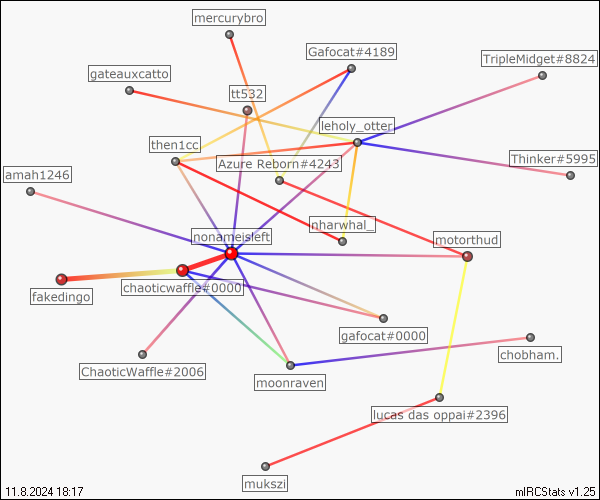 mercurybro
Gafocat#4189
TripleMidget#8824
gateauxcatto
tt532
leholy_otter
then1cc
Azure Reborn#4243
Thinker#5995
amah1246
nharwhal_
nonameisleft
motorthud
chaoticwaffle#0000
fakedingo
gafocat#0000
chobham.
ChaoticWaffle#2006
moonraven
lucas das oppai#2396
mukszi
11.8.2024 18:17
mIRCStats v1.25